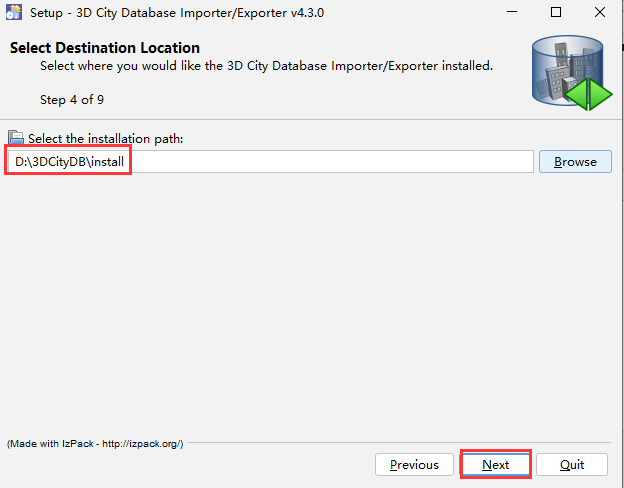 Setup - 3D City Database Importer/Exporter v4.3.0
Select Destination Location
Select where you would like the 3D City Database Importer/Exporter installed.
Step 4 of 9
Select the installation path:
D:\3DCityDB\install
Browse
(Made with IzPack - http://izpack.org/)
Previous
Next
Quit